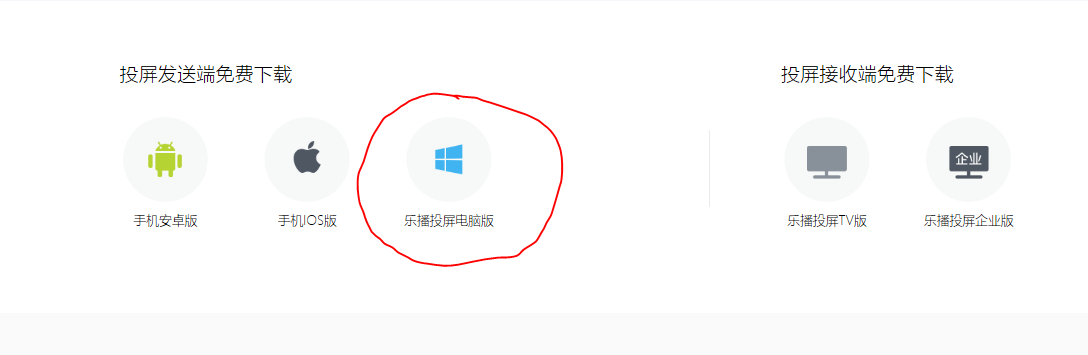 投屏发送端免费下载
手机安卓版
手机IOS版
乐播投屏电脑版
投屏接收端免费下载
企业
乐播投屏TV版
乐播投屏企业版